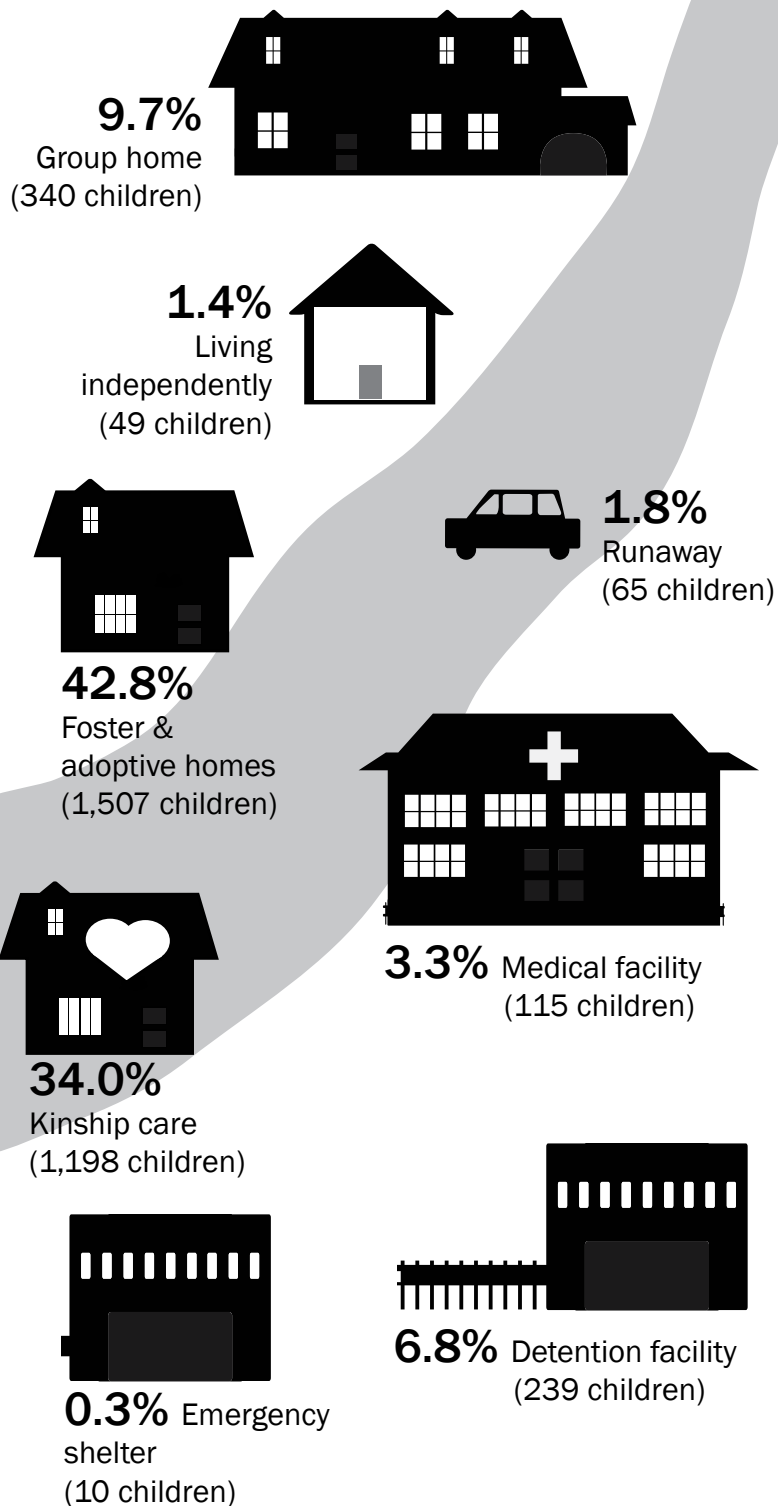 9.7%
Group home
(340 children)
1.4%
Living
independently
(49 children)
1.8%
Runaway
(65 children)
42.8%
Foster &
adoptive homes
(1,507 children)
3.3% Medical facility
(115 children)
34.0%
Kinship care
(1,198 children)
6.8% Detention facility
(239 children)
0.3% Emergency
shelter
(10 children)